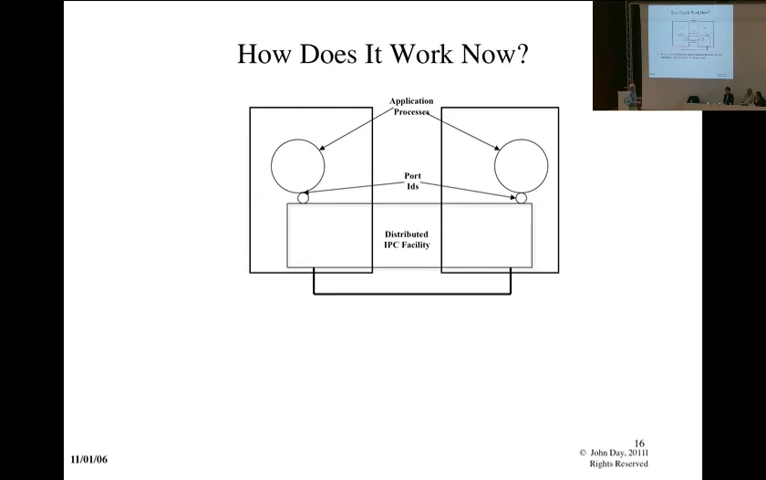 How Does It Work Now?
Application
Processes
Port
Ids
Distributed
IPC Facility
11/01/06
16
© John Day, 2011l
Rights Reserved